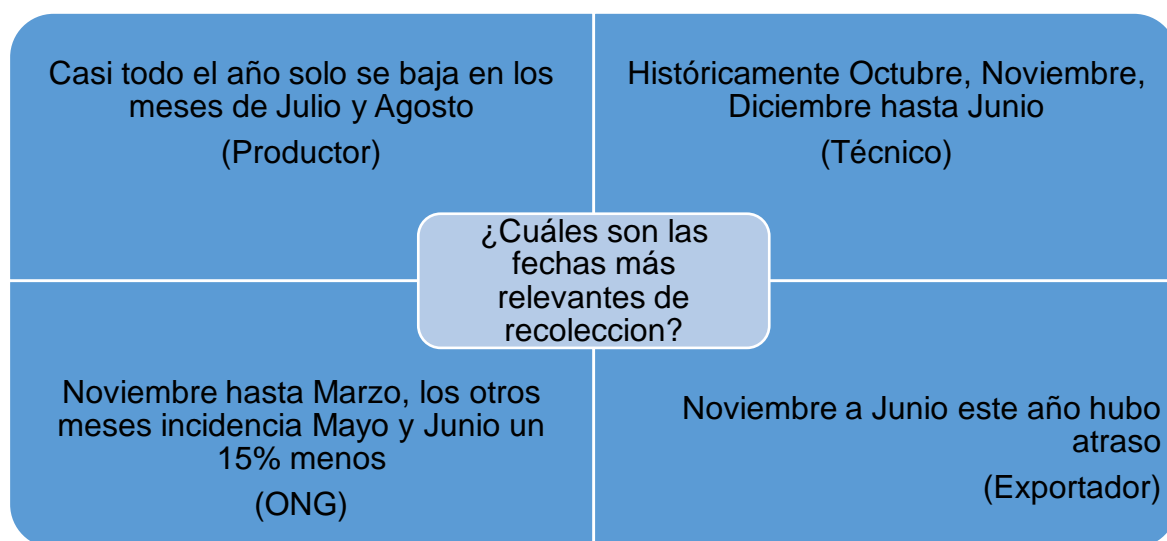 Casi todo el año solo se baja en los
meses de Julio y Agosto
(Productor)
Históricamente Octubre, Noviembre,
Diciembre hasta Junio
(Técnico)
¿Cuáles son las
fechas más
relevantes de
recoleccion?
Noviembre hasta Marzo, los otros
meses incidencia Mayo y Junio un
15% menos
(ONG)
Noviembre a Junio este año hubo
atraso
(Exportador)